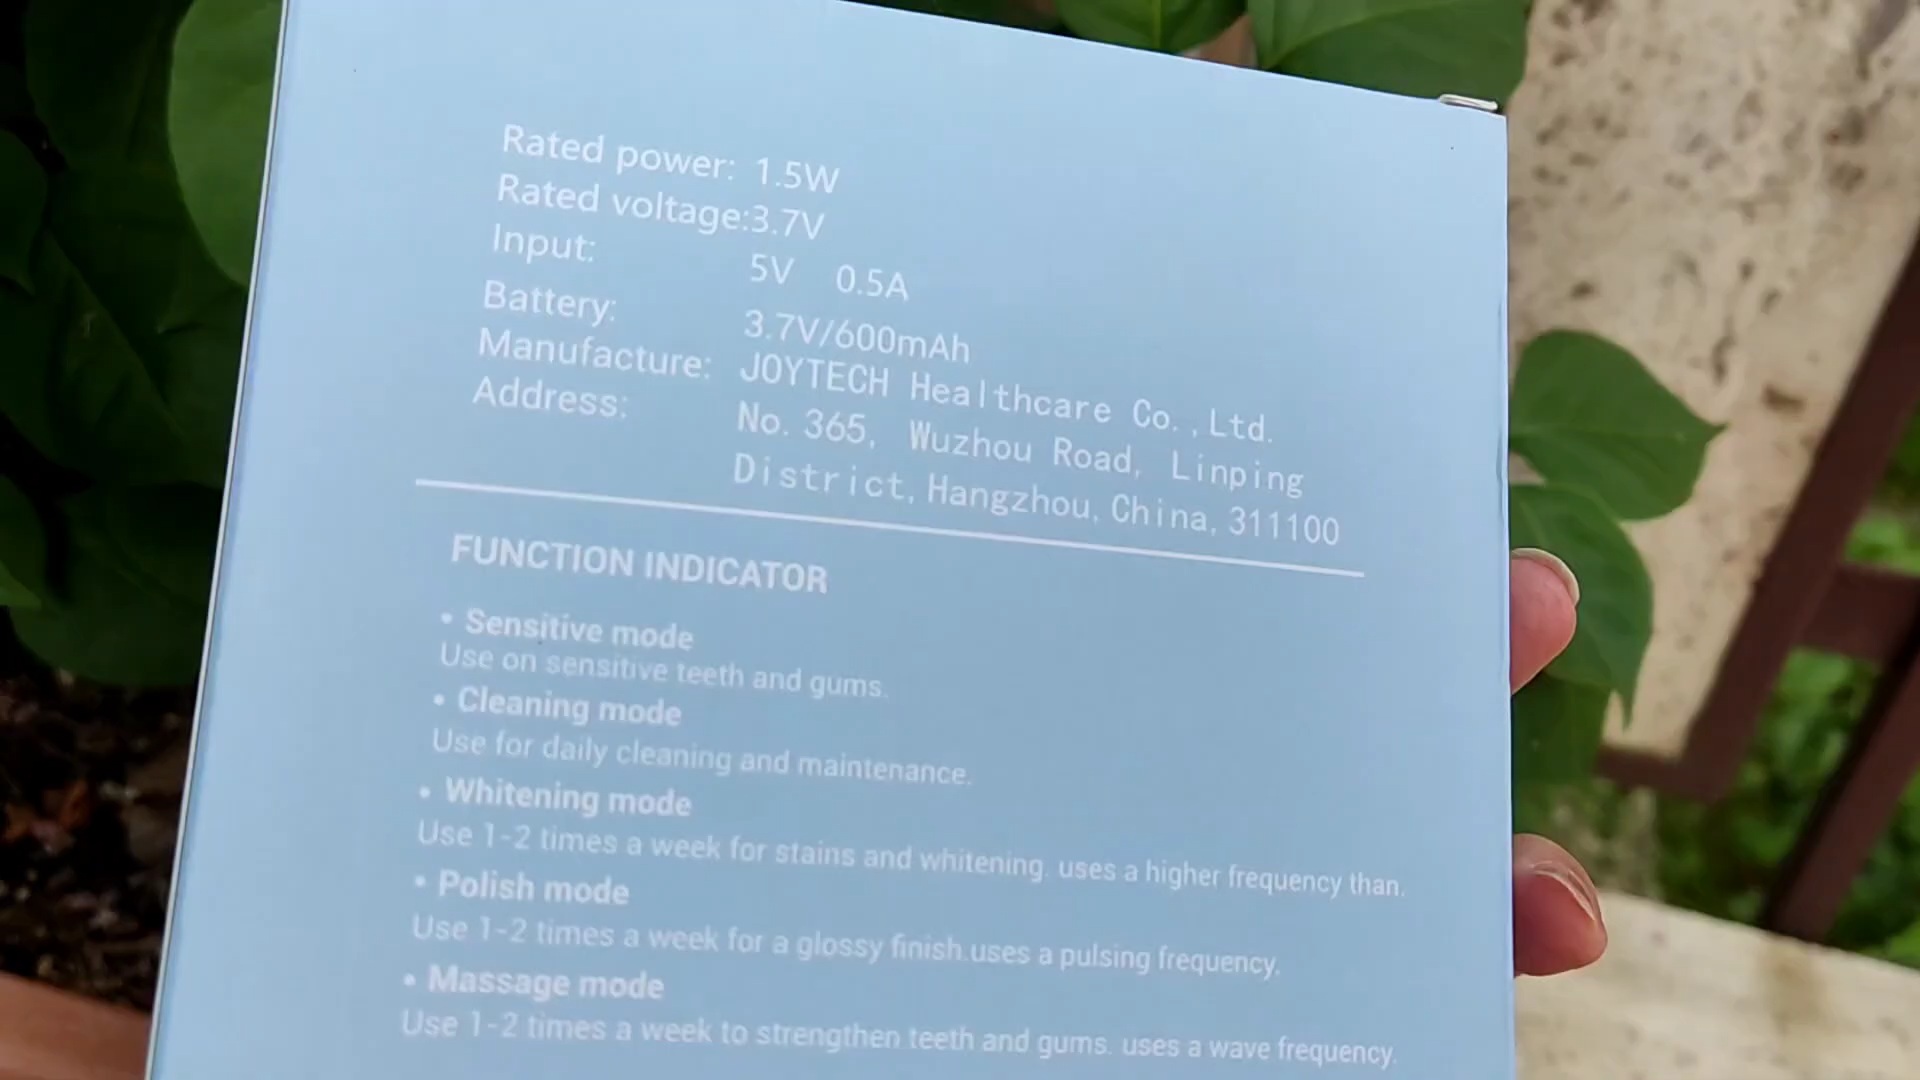 Rated power: 1.5W
Rated voltage:3.7V
Input: 5V 0.5A
Battery: 3.7V/600mAh
Manufacture: JOYTECH Healthcare Co.,Ltd.
Address: No. 365, Wuzhou Road, Linping
District, Hangzhou, China, 311100
FUNCTION INDICATOR
• Sensitive mode
Use on sensitive teeth and gums.
• Cleaning mode
Use for daily cleaning and maintenance.
• Whitening mode
Use 1-2 times a week for stains and whitening. uses a higher frequency than.
• Polish mode
Use 1-2 times a week for a glossy finish.uses a pulsing frequency.
• Massage mode
Use 1-2 times a week to strengthen teeth and gums. uses a wave frequency.